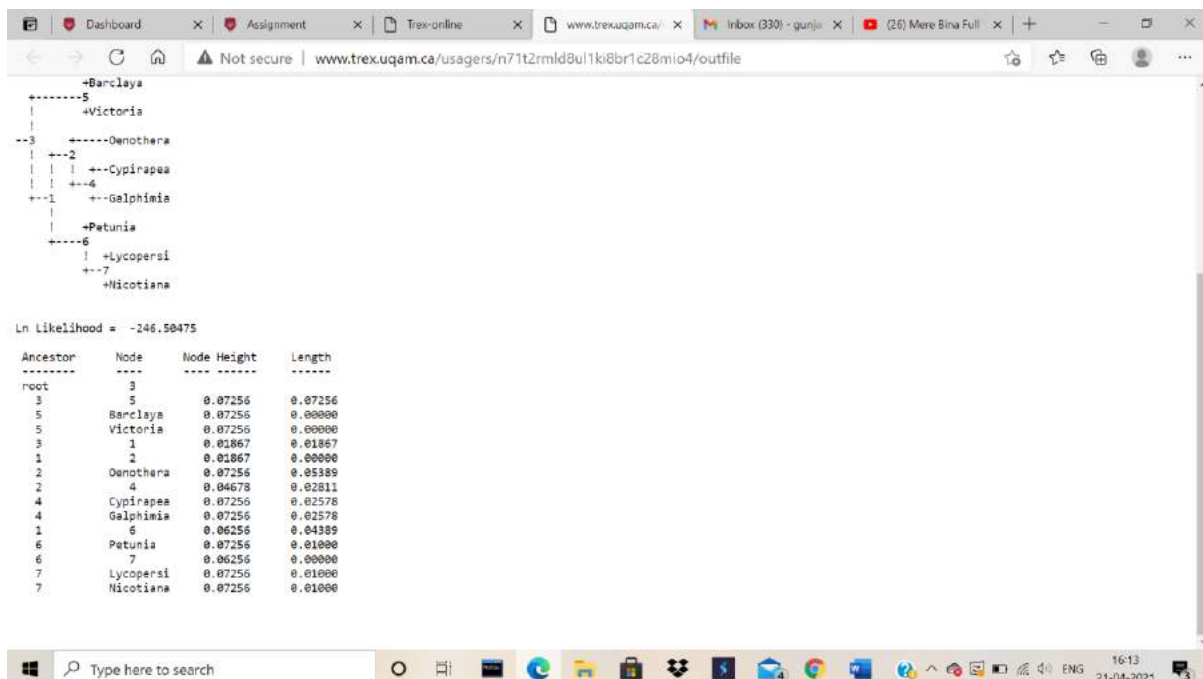 Dashboard
Assignment
Trex-online
www.trex.uqam.ca/
Inbox (330) - gunja
(26) Mere Bina Full
Not secure | www.trex.uqam.ca/usagers/n71t2rmld8ul1ki8br1c28mio4/outfile
+Barclaya
+-------5
!       +Victoria
!
--3    +-----Oenothera
! +--2
! ! ! +--Cypirapea
! ! +--4
+--1    +--Galphimia
!
!    +Petunia
+----6
! +Lycopersi
+--7
+Nicotiana
Ln Likelihood = -246.50475
Ancestor Node Node Height Length
-------- ---- ---- ------ ------
root 3
3 5 0.07256 0.07256
5 Barclaya 0.07256 0.00000
5 Victoria 0.07256 0.00000
3 1 0.01867 0.01867
1 2 0.01867 0.00000
2 Oenothera 0.07256 0.05389
2 4 0.04678 0.02811
4 Cypirapea 0.07256 0.02578
4 Galphimia 0.07256 0.02578
1 6 0.06256 0.04389
6 Petunia 0.07256 0.01000
6 7 0.06256 0.00000
7 Lycopersi 0.07256 0.01000
7 Nicotiana 0.07256 0.01000
Type here to search
ENG
16:13
21-04-2021